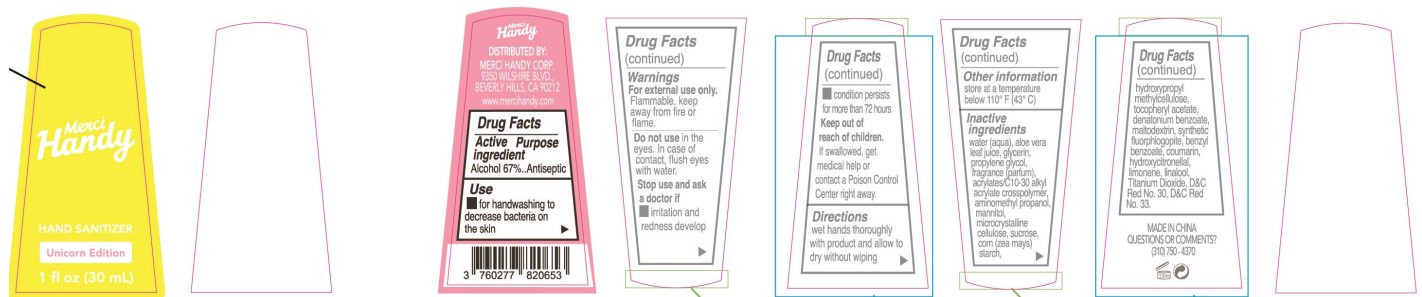 Merci
Handy
HAND SANITIZER
Unicorn Edition
1 fl oz (30 mL)
Merci
Handy
DISTRIBUTED BY:
MERCI HANDY CORP,
9350 WILSHIRE BLVD.,
BEVERLY HILLS, CA 90212
www.mercihandy.com
Drug Facts
Active Purpose
ingredient
Alcohol 67%..Antiseptic
Use
for handwashing to
decrease bacteria on
the skin
3 760277 820653
Drug Facts
(continued)
Warnings
For external use only.
Flammable, keep
away from fire or
flame.
Do not use in the
eyes. In case of
contact, flush eyes
with water.
Stop use and ask
a doctor if
irritation and
redness develop
Drug Facts
(continued)
condition persists
for more than 72 hours
Keep out of
reach of children.
If swallowed, get
medical help or
contact a Poison Control
Center right away.
Directions
wet hands thoroughly
with product and allow to
dry without wiping
Drug Facts
(continued)
Other information
store at a temperature
below 110° F (43° C)
Inactive
ingredients
water (aqua), aloe vera
leaf juice, glycerin,
propylene glycol,
fragrance (parfum),
acrylates/C10-30 alkyl
acrylate crosspolymer,
aminomethyl propanol,
mannitol,
microcrystalline
cellulose, sucrose,
corn (zea mays)
starch,
Drug Facts
(continued)
hydroxypropyl
methylcellulose,
tocopheryl acetate,
denatonium benzoate,
maltodextrin, synthetic
fluorphlogopite, benzyl
benzoate, coumarin,
hydroxycitronellal,
limonene, linalool,
Titanium Dioxide, D&C
Red No. 30, D&C Red
No. 33.
MADE IN CHINA
QUESTIONS OR COMMENTS?
(310) 750 - 4370